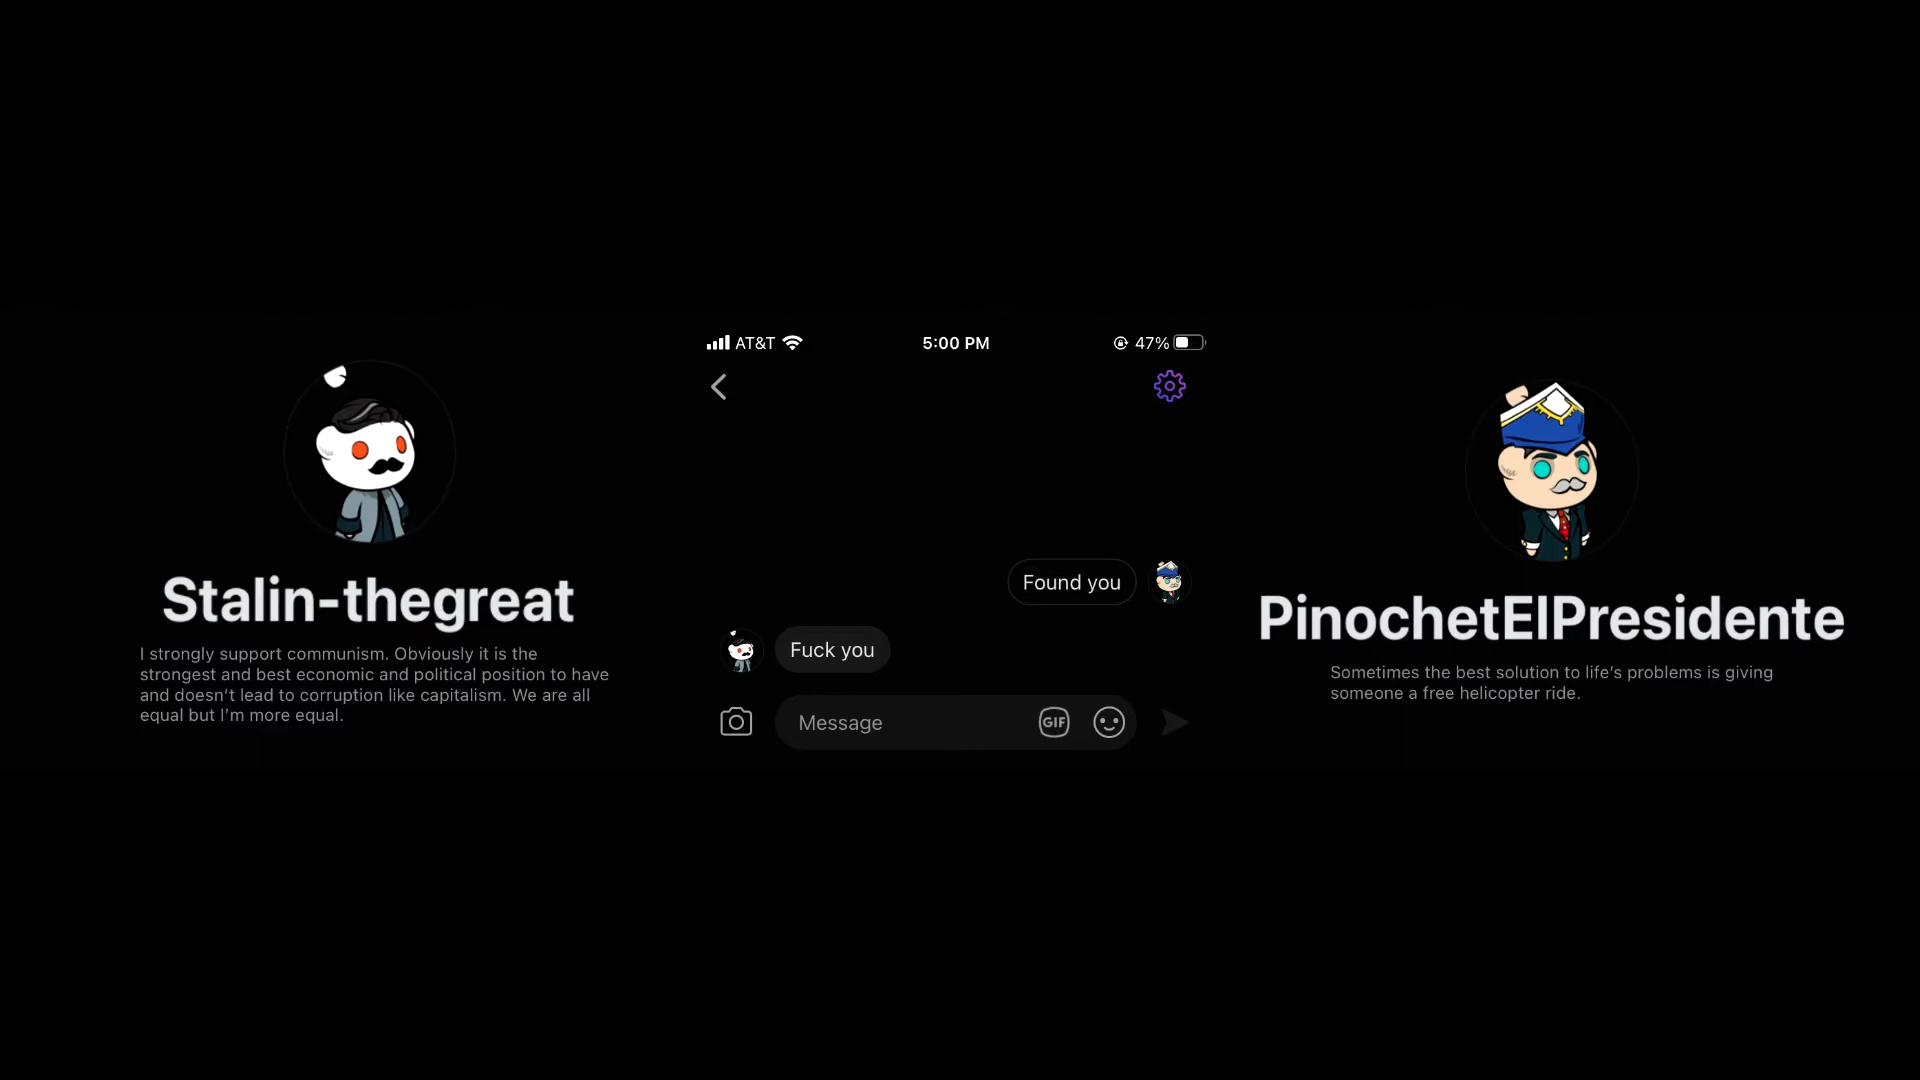 Stalin-thegreat
I strongly support communism. Obviously it is the
strongest and best economic and political position to have
and doesn't lead to corruption like capitalism. We are all
equal but I'm more equal.
AT&T
5:00 PM
47%
Found you
Fuck you
Message
GIF
PinochetElPresidente
Sometimes the best solution to life's problems is giving
someone a free helicopter ride.